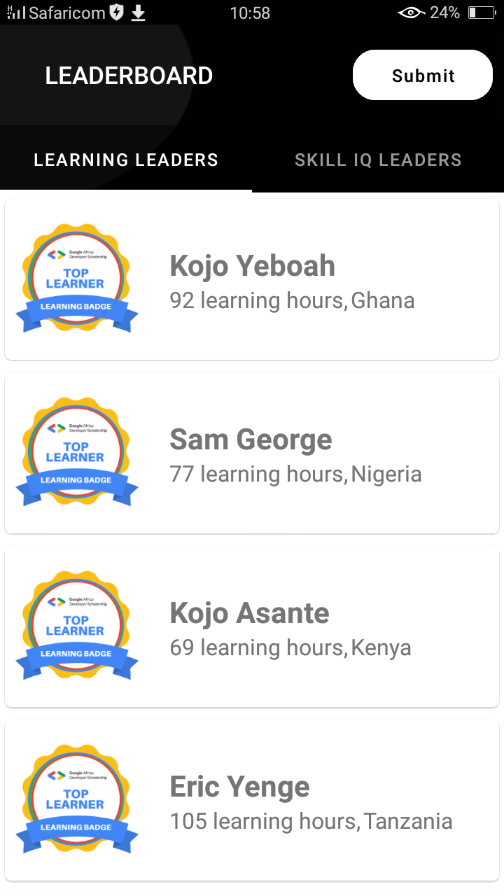 Safaricom 10:58 24%
LEADERBOARD
Submit
LEARNING LEADERS
SKILL IQ LEADERS
Google Africa
Developer Scholarship
TOP
LEARNER
LEARNING BADGE
Kojo Yeboah
92 learning hours, Ghana
Google Africa
Developer Scholarship
TOP
LEARNER
LEARNING BADGE
Sam George
77 learning hours, Nigeria
Google Africa
Developer Scholarship
TOP
LEARNER
LEARNING BADGE
Kojo Asante
69 learning hours, Kenya
Google Africa
Developer Scholarship
TOP
LEARNER
LEARNING BADGE
Eric Yenge
105 learning hours, Tanzania